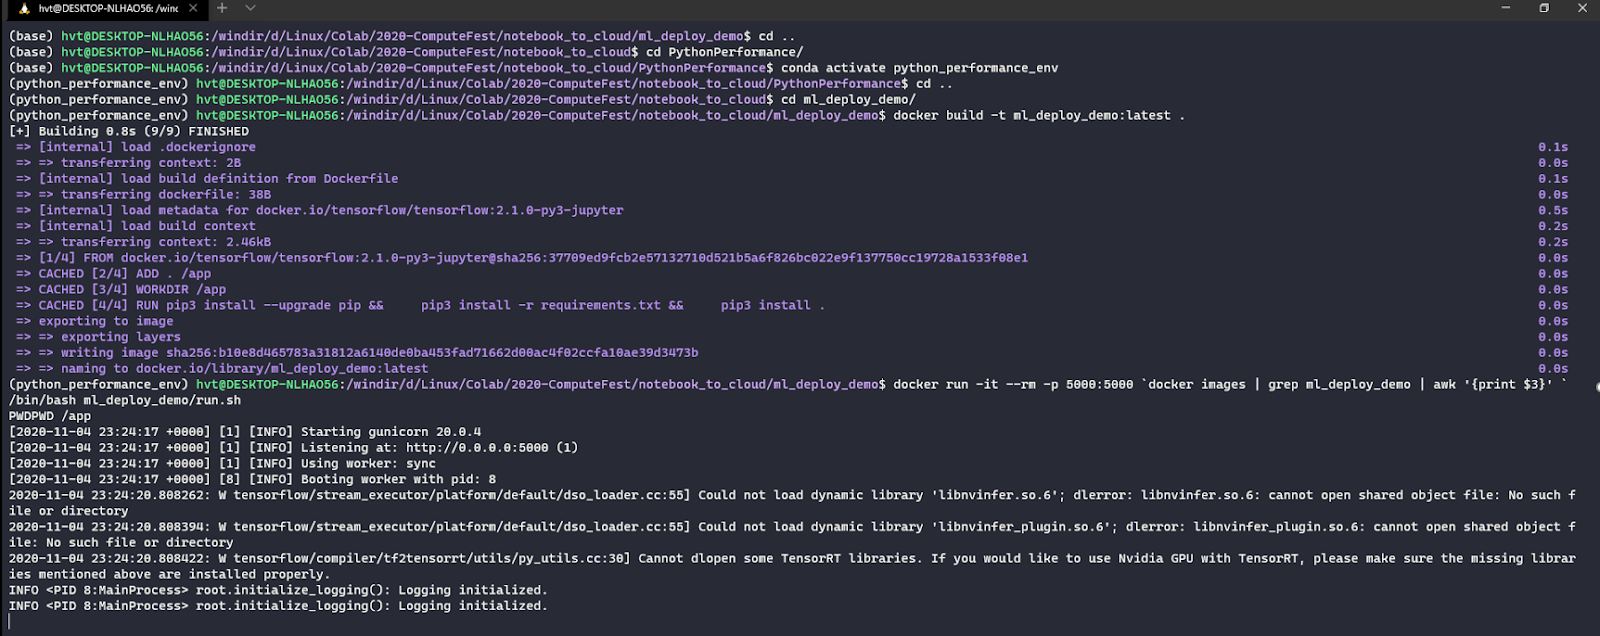 hvt@DESKTOP-NLHAO56: /winc
(base) hvt@DESKTOP-NLHAO56:/windir/d/Linux/Colab/2020-ComputeFest/notebook_to_cloud/ml_deploy_demo$ cd ..
(base) hvt@DESKTOP-NLHAO56:/windir/d/Linux/Colab/2020-ComputeFest/notebook_to_cloud$ cd PythonPerformance/
(base) hvt@DESKTOP-NLHAO56:/windir/d/Linux/Colab/2020-ComputeFest/notebook_to_cloud/PythonPerformance$ conda activate python_performance_env
(python_performance_env) hvt@DESKTOP-NLHAO56:/windir/d/Linux/Colab/2020-ComputeFest/notebook_to_cloud/PythonPerformance$ cd ..
(python_performance_env) hvt@DESKTOP-NLHAO56:/windir/d/Linux/Colab/2020-ComputeFest/notebook_to_cloud$ cd ml_deploy_demo/
(python_performance_env) hvt@DESKTOP-NLHAO56:/windir/d/Linux/Colab/2020-ComputeFest/notebook_to_cloud/ml_deploy_demo$ docker build -t ml_deploy_demo:latest .
[+] Building 0.8s (9/9) FINISHED
=> [internal] load .dockerignore 0.1s
=> => transferring context: 2B 0.0s
=> [internal] load build definition from Dockerfile 0.1s
=> => transferring dockerfile: 38B 0.0s
=> [internal] load metadata for docker.io/tensorflow/tensorflow:2.1.0-py3-jupyter 0.5s
=> [internal] load build context 0.2s
=> => transferring context: 2.46kB 0.2s
=> [1/4] FROM docker.io/tensorflow/tensorflow:2.1.0-py3-jupyter@sha256:37709ed9fcb2e57132710d521b5a6f826bc022e9f137750cc19728a1533f08e1 0.0s
=> CACHED [2/4] ADD . /app 0.0s
=> CACHED [3/4] WORKDIR /app 0.0s
=> CACHED [4/4] RUN pip3 install --upgrade pip &&     pip3 install -r requirements.txt &&     pip3 install . 0.0s
=> exporting to image 0.0s
=> => exporting layers 0.0s
=> => writing image sha256:b10e8d465783a31812a6140de0ba453fad71662d00ac4f02ccfa10ae39d3473b 0.0s
=> => naming to docker.io/library/ml_deploy_demo:latest 0.0s
(python_performance_env) hvt@DESKTOP-NLHAO56:/windir/d/Linux/Colab/2020-ComputeFest/notebook_to_cloud/ml_deploy_demo$ docker run -it --rm -p 5000:5000 `docker images | grep ml_deploy_demo | awk '{print $3}' `
/bin/bash ml_deploy_demo/run.sh
PWDPWD /app
[2020-11-04 23:24:17 +0000] [1] [INFO] Starting gunicorn 20.0.4
[2020-11-04 23:24:17 +0000] [1] [INFO] Listening at: http://0.0.0.0:5000 (1)
[2020-11-04 23:24:17 +0000] [1] [INFO] Using worker: sync
[2020-11-04 23:24:17 +0000] [8] [INFO] Booting worker with pid: 8
2020-11-04 23:24:20.808262: W tensorflow/stream_executor/platform/default/dso_loader.cc:55] Could not load dynamic library 'libnvinfer.so.6'; dlerror: libnvinfer.so.6: cannot open shared object file: No such f
ile or directory
2020-11-04 23:24:20.808394: W tensorflow/stream_executor/platform/default/dso_loader.cc:55] Could not load dynamic library 'libnvinfer_plugin.so.6'; dlerror: libnvinfer_plugin.so.6: cannot open shared object f
ile: No such file or directory
2020-11-04 23:24:20.808422: W tensorflow/compiler/tf2tensorrt/utils/py_utils.cc:30] Cannot dlopen some TensorRT libraries. If you would like to use Nvidia GPU with TensorRT, please make sure the missing librar
ies mentioned above are installed properly.
INFO <PID 8:MainProcess> root.initialize_logging(): Logging initialized.
INFO <PID 8:MainProcess> root.initialize_logging(): Logging initialized.